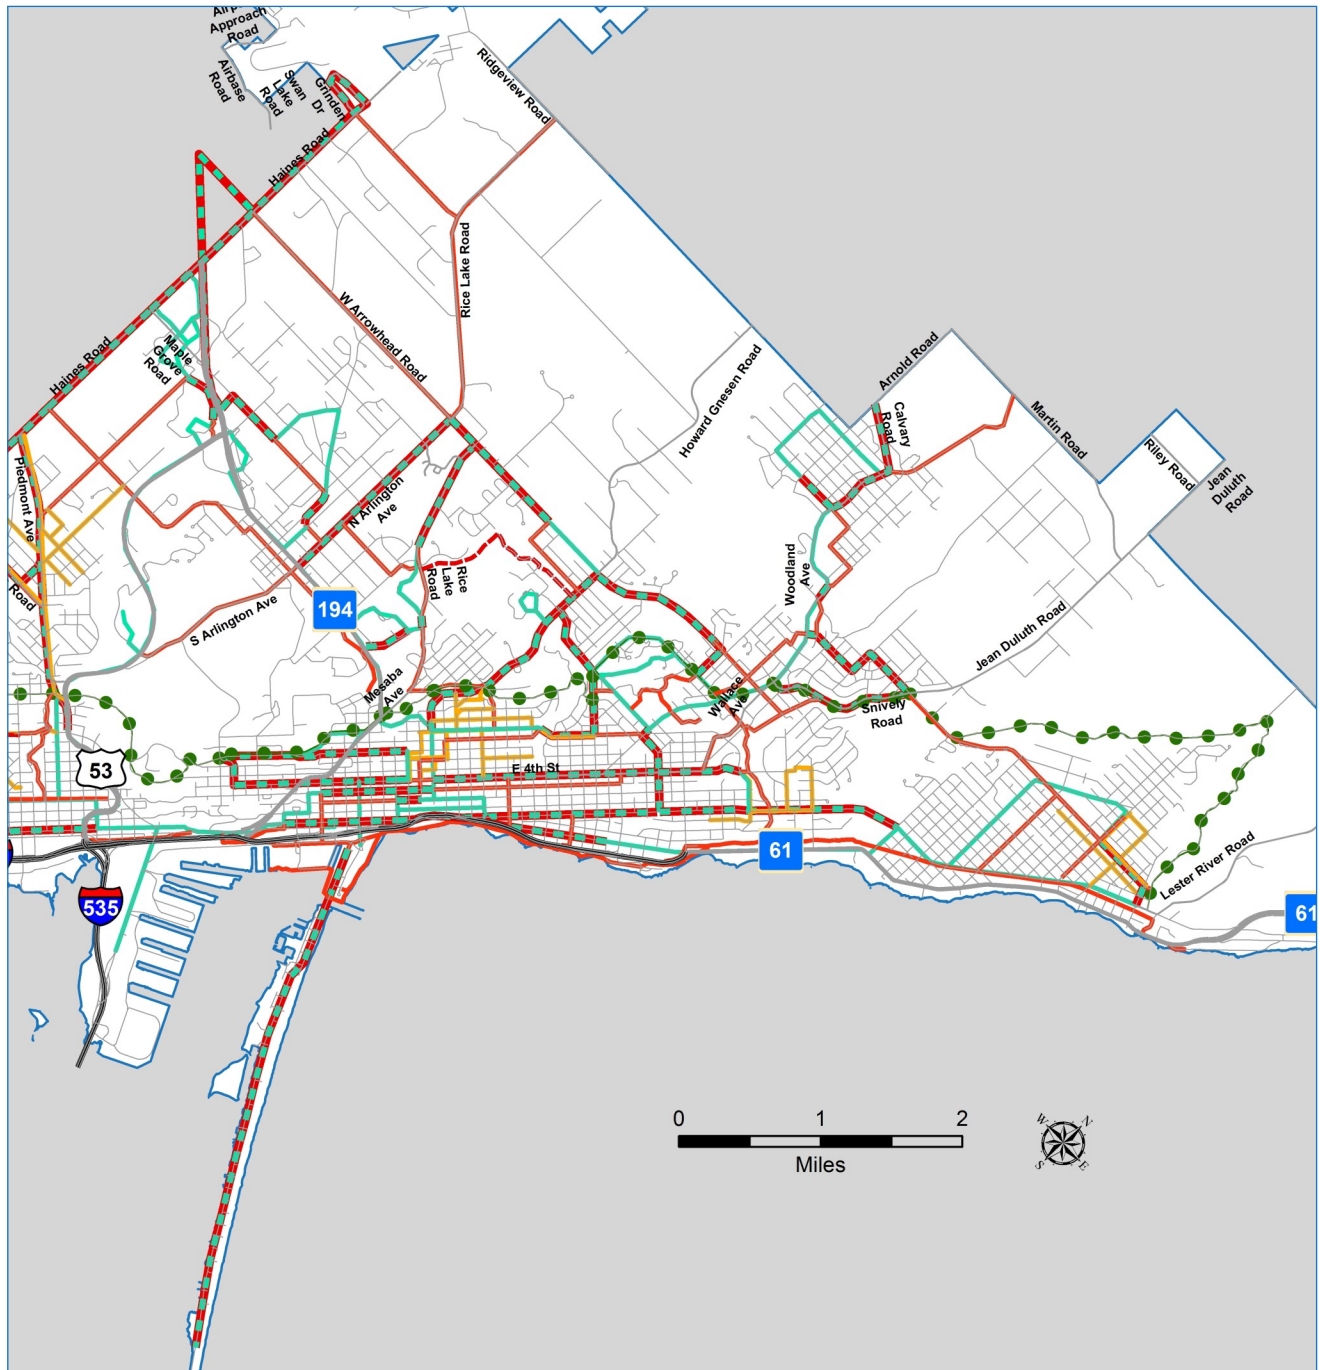 Approach
Road
Airbase
Road
Swan
Lake
Road
Grinden
Dr
Ridgeview Road
Haines Road
Rice Lake Road
W Arrowhead Road
Haines Road
Maple
Grove
Road
Howard Gnesen Road
Arnold Road
Calvary
Road
Martin Road
Riley Road
Jean
Duluth
Road
Piedmont Ave
N Arlington
Ave
Woodland
Ave
Rice
Lake
Road
Road
194
S Arlington Ave
Jean Duluth Road
Mesaba
Ave
Wallace
Ave
Snively
Road
53
E 4th St
61
Lester River Road
535
61
0 1 2
Miles
W N
S E